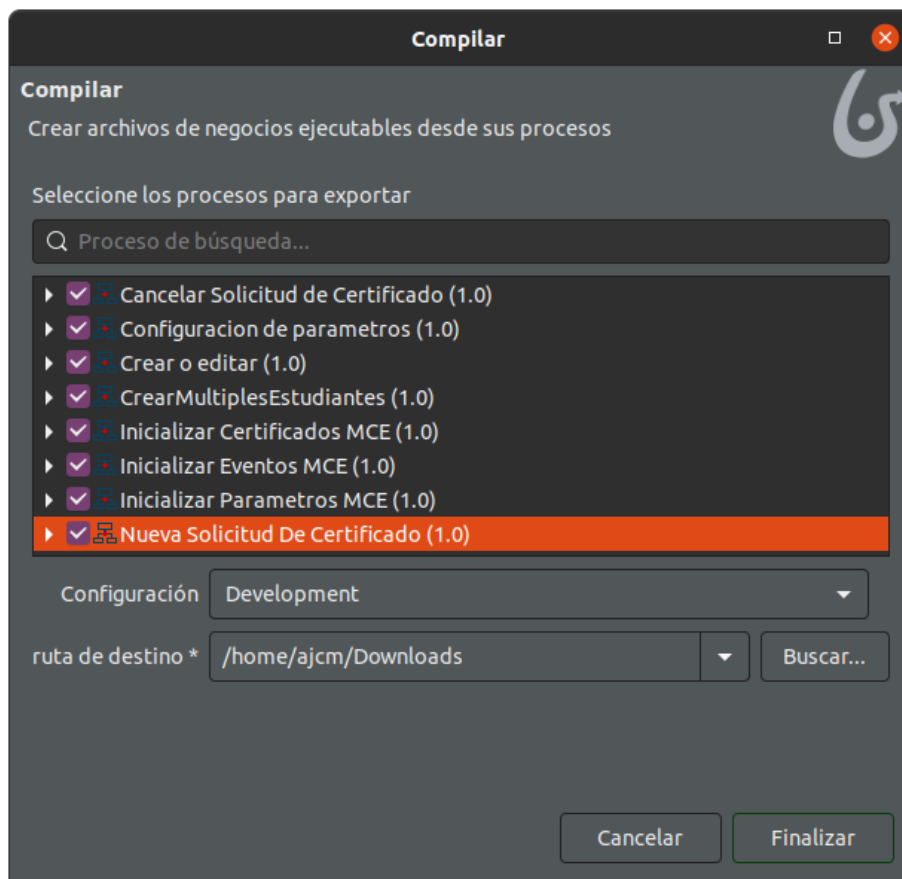 Compilar
Compilar
Crear archivos de negocios ejecutables desde sus procesos
Seleccione los procesos para exportar
Proceso de búsqueda...
Cancelar Solicitud de Certificado (1.0)
Configuracion de parametros (1.0)
Crear o editar (1.0)
CrearMultiplesEstudiantes (1.0)
Inicializar Certificados MCE (1.0)
Inicializar Eventos MCE (1.0)
Inicializar Parametros MCE (1.0)
Nueva Solicitud De Certificado (1.0)
Configuración Development
ruta de destino * /home/ajcm/Downloads Buscar...
Cancelar Finalizar